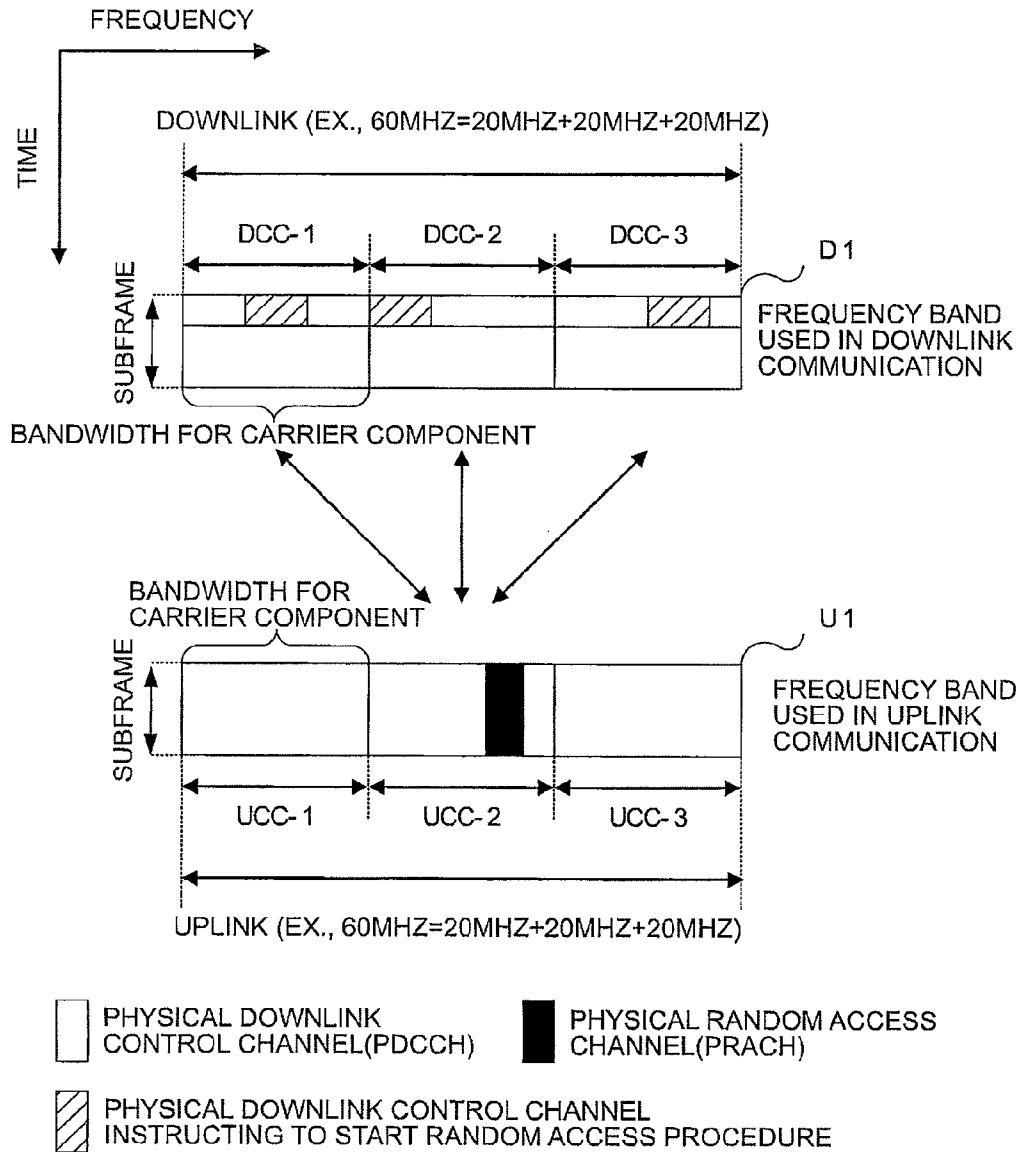 FREQUENCY
TIME
DOWNLINK (EX., 60MHZ=20MHZ+20MHZ+20MHZ)
DCC-1
DCC-2
DCC-3
D1
SUBFRAME
FREQUENCY BAND
USED IN DOWNLINK
COMMUNICATION
BANDWIDTH FOR CARRIER COMPONENT
BANDWIDTH FOR
CARRIER COMPONENT
U1
SUBFRAME
FREQUENCY BAND
USED IN UPLINK
COMMUNICATION
UCC-1
UCC-2
UCC-3
UPLINK (EX., 60MHZ=20MHZ+20MHZ+20MHZ)
PHYSICAL DOWNLINK
CONTROL CHANNEL(PDCCH)
PHYSICAL RANDOM ACCESS
CHANNEL(PRACH)
PHYSICAL DOWNLINK CONTROL CHANNEL
INSTRUCTING TO START RANDOM ACCESS PROCEDURE